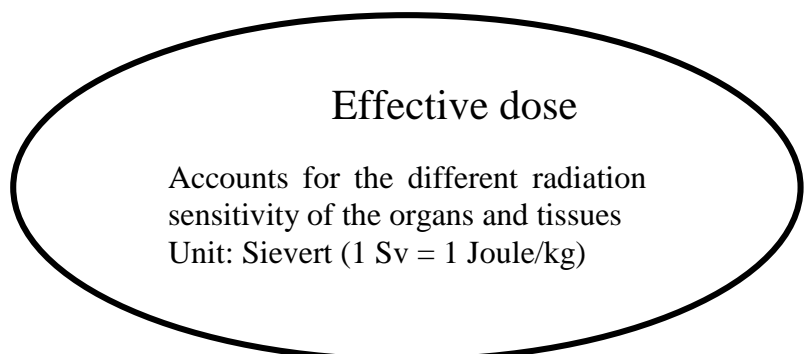 Effective dose
Accounts for the different radiation
sensitivity of the organs and tissues
Unit: Sievert (1 Sv = 1 Joule/kg)